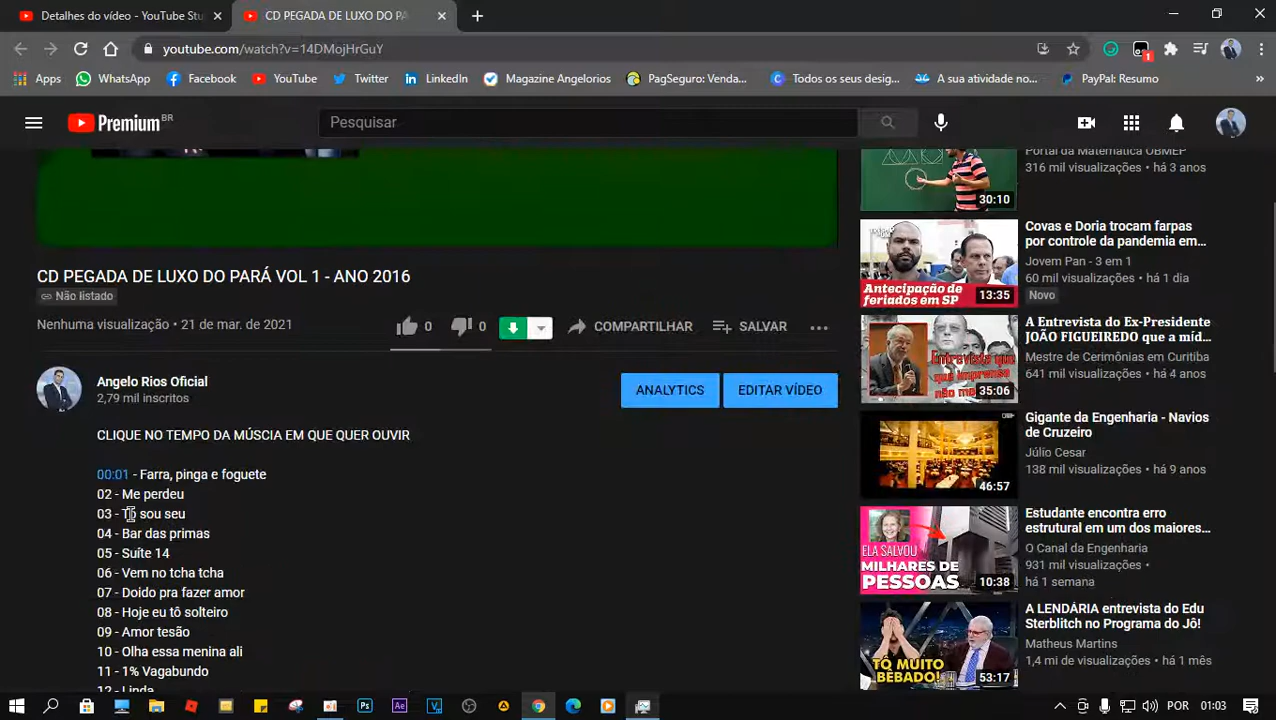 Detalhes do vídeo - YouTube Stu
CD PEGADA DE LUXO DO PA
youtube.com/watch?v=14DMojHrGuY
1
Apps
WhatsApp
Facebook
YouTube
Twitter
LinkedIn
Magazine Angelorios
PagSeguro: Venda...
Todos os seus desig...
A sua atividade no...
PayPal: Resumo
»
Premium BR
Pesquisar
CD PEGADA DE LUXO DO PARÁ VOL 1 - ANO 2016
Não listado
Nenhuma visualização • 21 de mar. de 2021
0
0
COMPARTILHAR
SALVAR
Angelo Rios Oficial
2,79 mil inscritos
ANALYTICS
EDITAR VÍDEO
CLIQUE NO TEMPO DA MÚSCIA EM QUE QUER OUVIR
00:01 - Farra, pinga e foguete
02 - Me perdeu
03 - sou seu
04 - Bar das primas
05 - Suíte 14
06 - Vem no tcha tcha
07 - Doido pra fazer amor
08 - Hoje eu tô solteiro
09 - Amor tesão
10 - Olha essa menina ali
11 - 1% Vagabundo
12 - Linda
Portal da Matemática OBMEP
316 mil visualizações • há 3 anos
30:10
Covas e Doria trocam farpas
por controle da pandemia em...
Jovem Pan - 3 em 1
60 mil visualizações • há 1 dia
Novo
Antecipação de
feriados em SP
13:35
A Entrevista do Ex-Presidente
JOÃO FIGUEIREDO que a míd...
Mestre de Cerimônias em Curitiba
641 mil visualizações • há 4 anos
Entrevista que
que imprensa
não me
35:06
Gigante da Engenharia - Navios
de Cruzeiro
Júlio Cesar
138 mil visualizações • há 9 anos
46:57
Estudante encontra erro
estrutural em um dos maiores...
O Canal da Engenharia
931 mil visualizações •
há 1 semana
ELA SALVOU
MILHARES DE
PESSOAS
10:38
A LENDÁRIA entrevista do Edu
Sterblitch no Programa do Jô!
Matheus Martins
1,4 mi de visualizações • há 1 mês
TÔ MUITO
BÊBADO!
53:17
POR
01:03